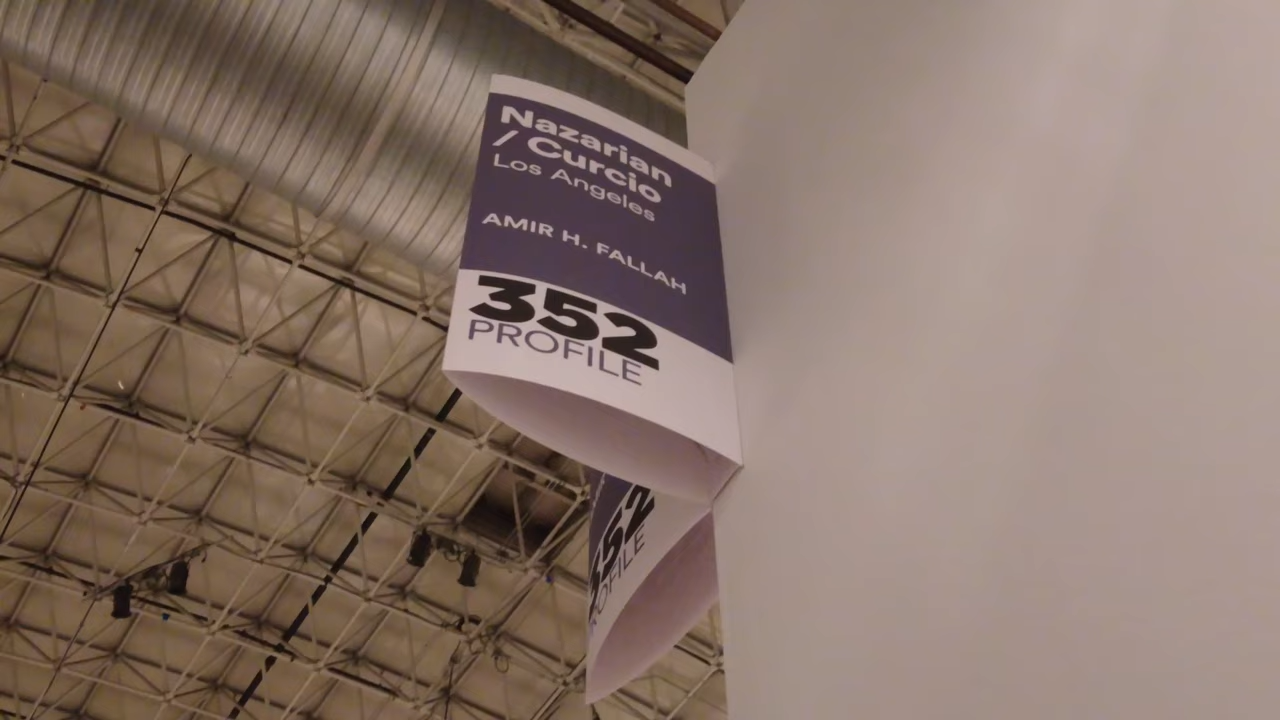 Nazarian
/ Curcio
Los Angeles
AMIR H. FALLAH
352
PROFILE
352
PROFILE